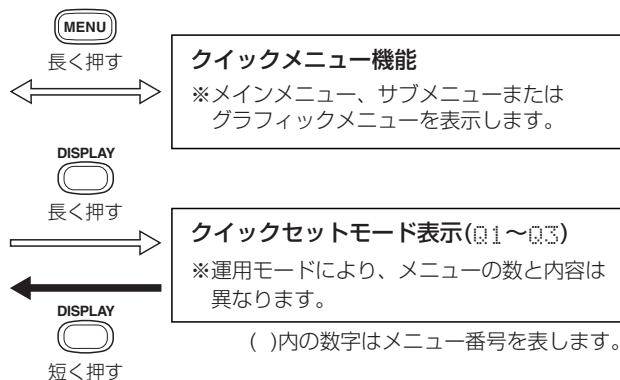 MENU
長く押す
クイックメニュー機能
※メインメニュー、サブメニューまたは
グラフィックメニューを表示します。
DISPLAY
長く押す
クイックセットモード表示(Q1～Q3)
※運用モードにより、メニューの数と内容は
異なります。
DISPLAY
短く押す
( )内の数字はメニュー番号を表します。